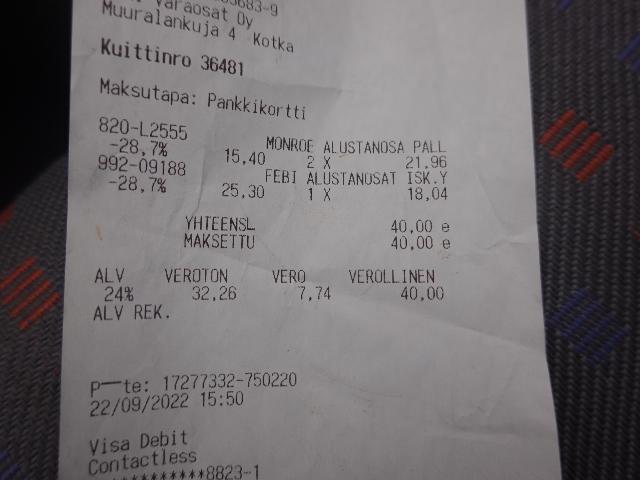 Varaosat Oy
Muuralankuja 4 Kotka
Kuittinro 36481
Maksutapa: Pankkikortti
820-L2555 MONROE ALUSTANOSA PALL
-28,7% 15,40 2 X 21,96
992-09188 FEBI ALUSTANOSAT ISK.Y
-28,7% 25,30 1 X 18,04
YHTEENSL 40,00 e
MAKSETTU 40,00 e
ALV VEROTON VERO VEROLLINEN
24% 32,26 7,74 40,00
ALV REK.
P──te: 17277332-750220
22/09/2022 15:50
Visa Debit
Contactless
**********8823-1